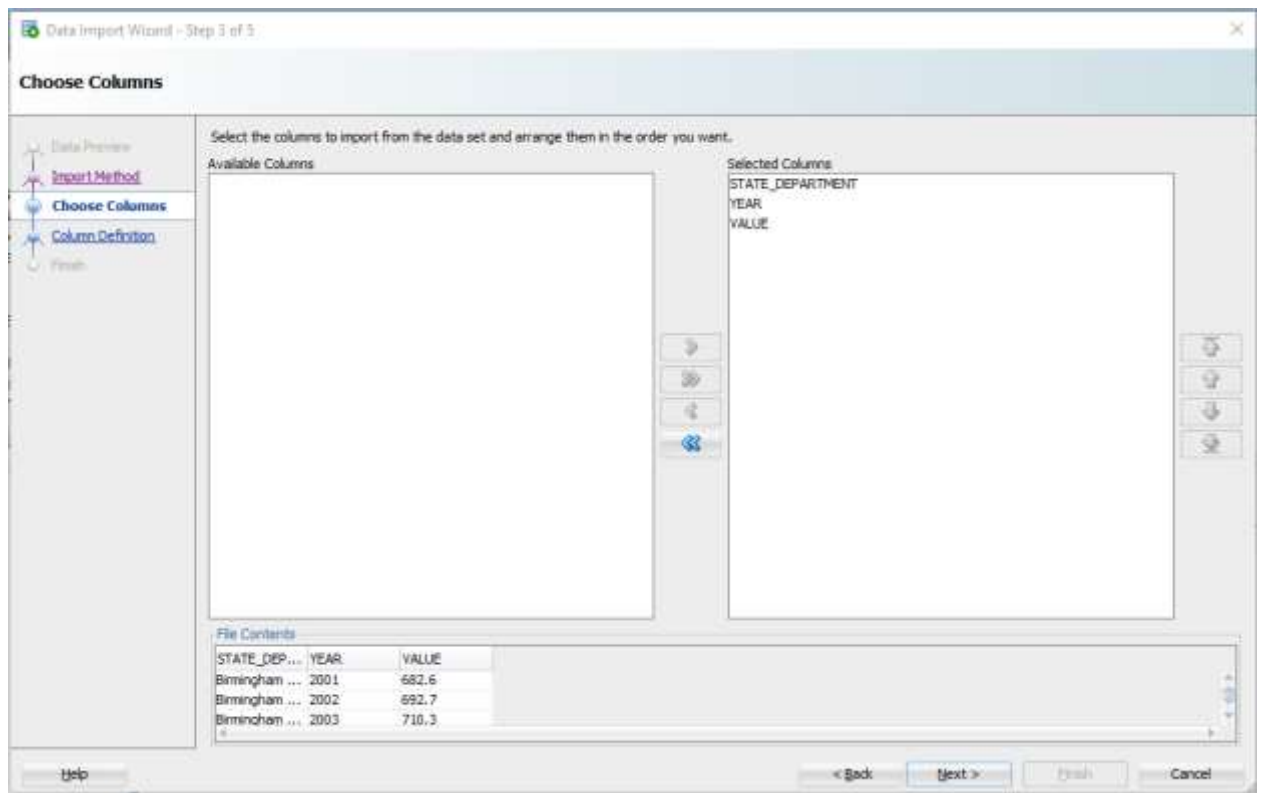 Data Import Wizard - Step 3 of 5
Choose Columns
Data Preview
Import Method
Choose Columns
Column Definition
Finish
Select the columns to import from the data set and arrange them in the order you want.
Available Columns
Selected Columns
STATE_DEPARTMENT
YEAR
VALUE
File Contents
STATE_DEP... YEAR VALUE
Birmingham ... 2001 682.6
Birmingham ... 2002 692.7
Birmingham ... 2003 710.3
Help < Back Next > Finish Cancel